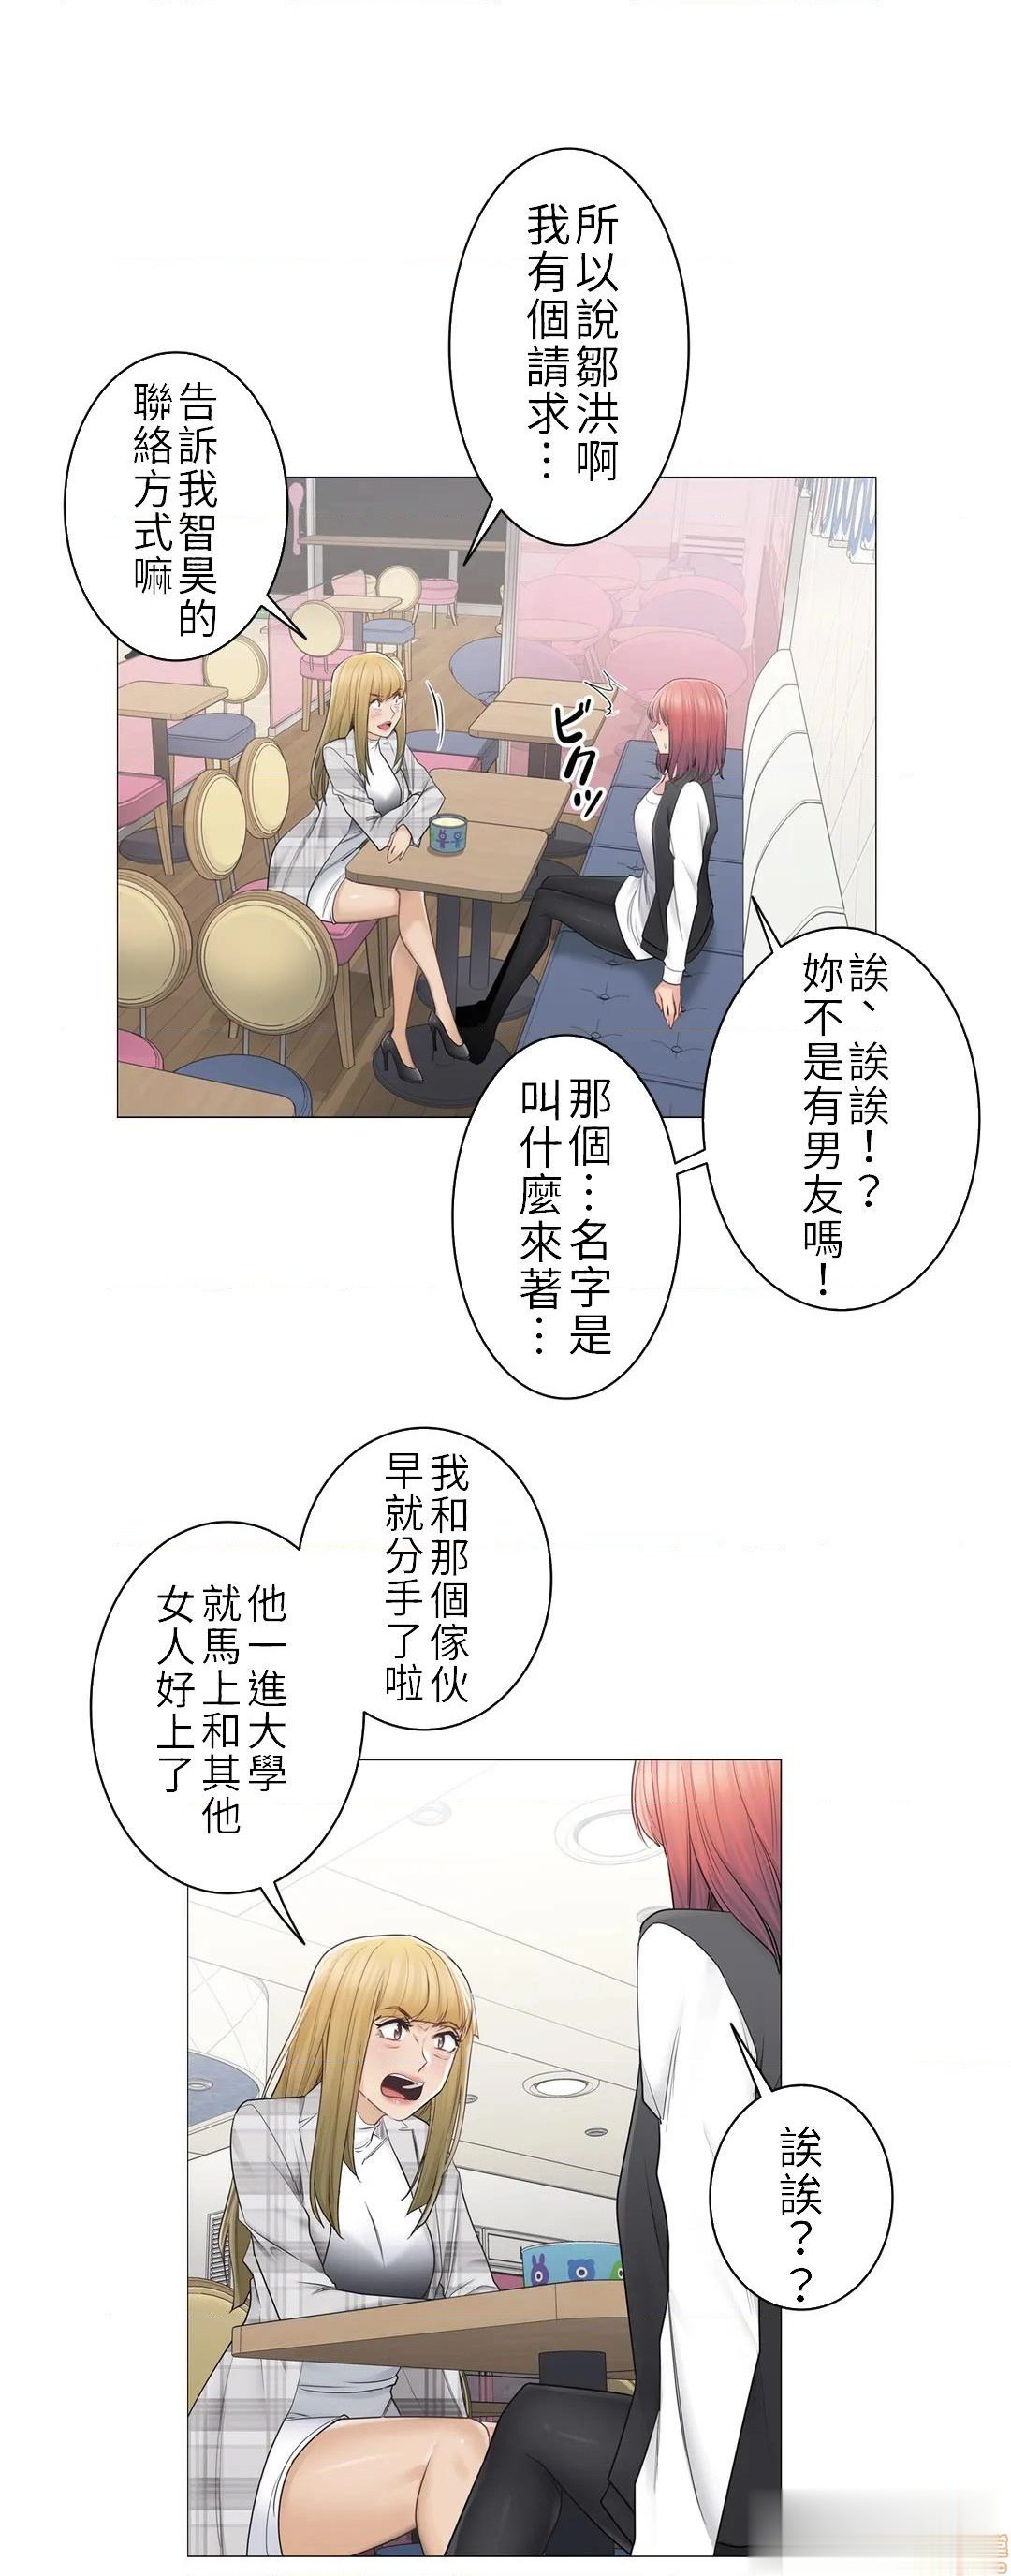 所以說鄒洪啊
我有個請求…
告訴我智昊的
聯絡方式嘛
ビクッ
誒、誒誒！？
妳不是有男友嗎！
那個…名字是
叫什麼來著…
我和那個傢伙
早就分手了啦
他一進大學
就馬上和其他
女人好上了
誒誒？？